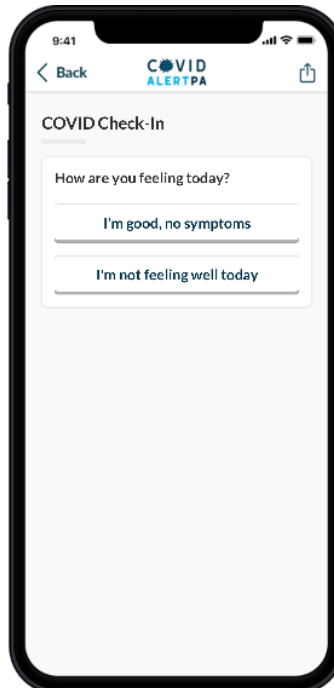 9:41
Back
COVID
ALERTPA
COVID Check-In
How are you feeling today?
I'm good, no symptoms
I'm not feeling well today